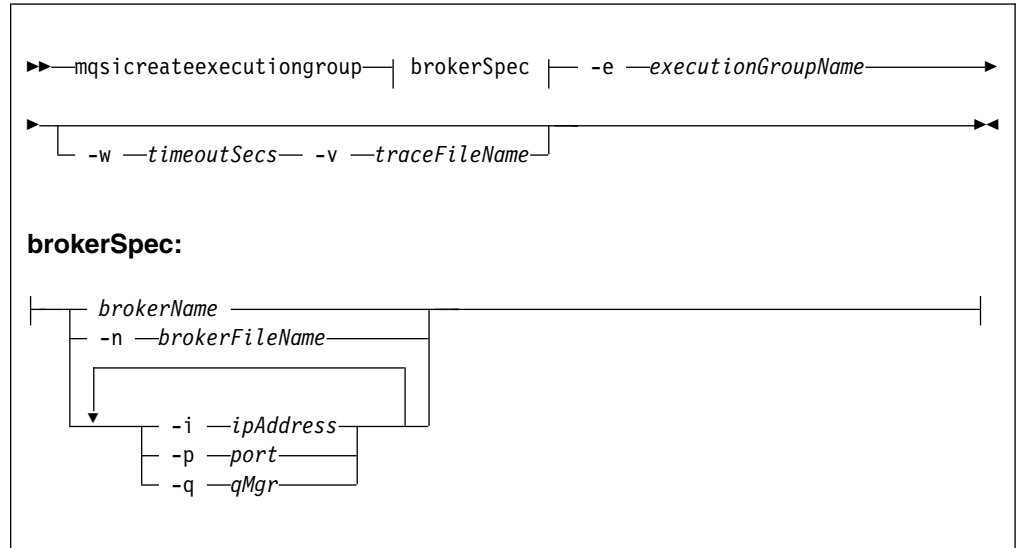 mqsicreateexecutiongroup brokerSpec -e executionGroupName
-w timeoutSecs -v traceFileName
brokerSpec:
brokerName
-n brokerFileName
-i ipAddress
-p port
-q qMgr